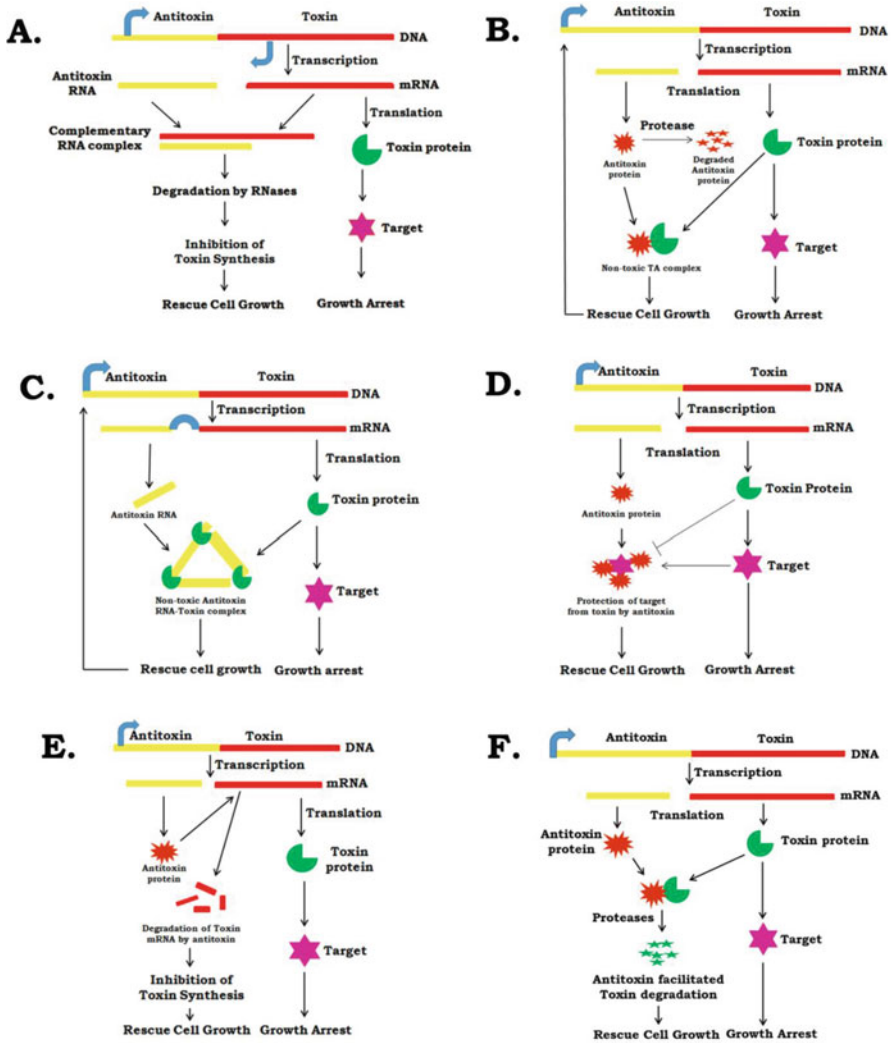 A.
Antitoxin Toxin
DNA
Transcription
Antitoxin
RNA
mRNA
Translation
Complementary
RNA complex
Toxin protein
Degradation by RNases
Target
Inhibition of
Toxin Synthesis
Rescue Cell Growth Growth Arrest
B.
Antitoxin Toxin
DNA
Transcription
mRNA
Translation
Protease
Toxin protein
Antitoxin
protein
Degraded
Antitoxin
protein
Target
Non-toxic TA complex
Rescue Cell Growth Growth Arrest
C.
Antitoxin Toxin
DNA
Transcription
mRNA
Translation
Antitoxin RNA
Toxin protein
Non-toxic Antitoxin
RNA-Toxin complex
Target
Rescue cell growth Growth arrest
D.
Antitoxin Toxin
DNA
Transcription
mRNA
Translation
Antitoxin protein
Toxin Protein
Target
Protection of target
from toxin by antitoxin
Rescue Cell Growth Growth Arrest
E.
Antitoxin Toxin
DNA
Transcription
mRNA
Translation
Antitoxin
protein
Toxin
protein
Degradation of Toxin
mRNA by antitoxin
Target
Inhibition of
Toxin Synthesis
Rescue Cell Growth Growth Arrest
F.
Antitoxin Toxin
DNA
Transcription
mRNA
Translation
Antitoxin
protein
Toxin protein
Proteases
Target
Antitoxin facilitated
Toxin degradation
Rescue Cell Growth Growth Arrest